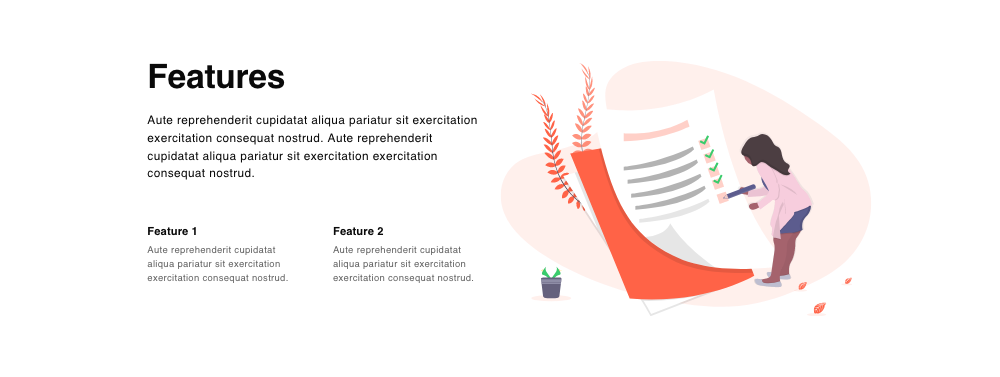 Features
Aute reprehenderit cupidatat aliqua pariatur sit exercitation
exercitation consequat nostrud. Aute reprehenderit
cupidatat aliqua pariatur sit exercitation exercitation
consequat nostrud.
Feature 1
Aute reprehenderit cupidatat
aliqua pariatur sit exercitation
exercitation consequat nostrud.
Feature 2
Aute reprehenderit cupidatat
aliqua pariatur sit exercitation
exercitation consequat nostrud.